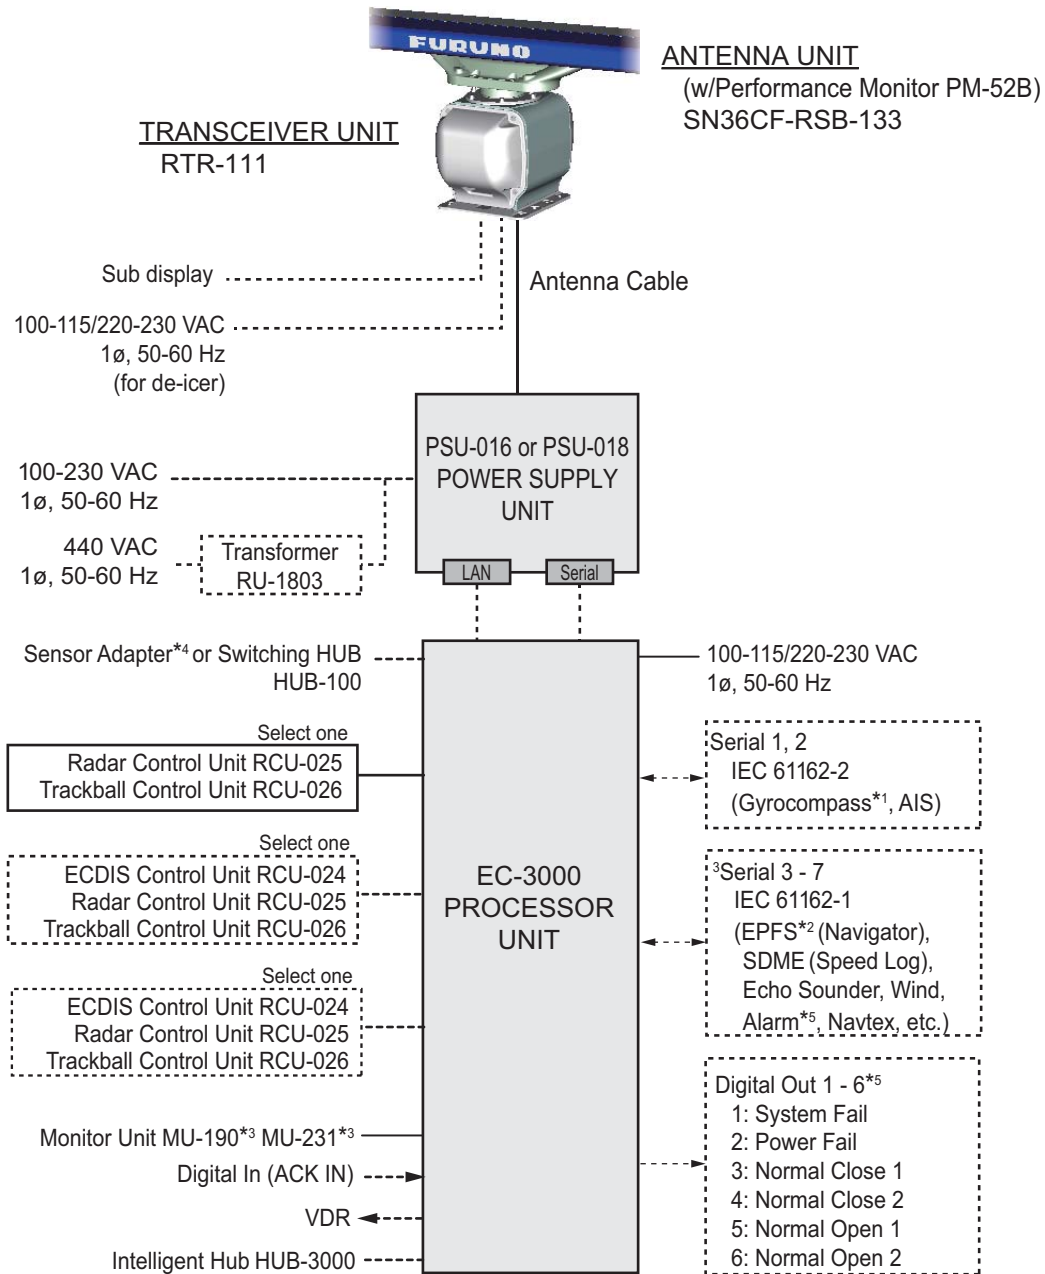 FURUNO
ANTENNA UNIT
(w/Performance Monitor PM-52B)
SN36CF-RSB-133
TRANSCEIVER UNIT
RTR-111
Sub display
Antenna Cable
100-115/220-230 VAC
1ø, 50-60 Hz
(for de-icer)
PSU-016 or PSU-018
POWER SUPPLY
UNIT
100-230 VAC
1ø, 50-60 Hz
440 VAC
1ø, 50-60 Hz
Transformer
RU-1803
LAN
Serial
Sensor Adapter*4 or Switching HUB
HUB-100
100-115/220-230 VAC
1ø, 50-60 Hz
Select one
Radar Control Unit RCU-025
Trackball Control Unit RCU-026
Select one
ECDIS Control Unit RCU-024
Radar Control Unit RCU-025
Trackball Control Unit RCU-026
Select one
ECDIS Control Unit RCU-024
Radar Control Unit RCU-025
Trackball Control Unit RCU-026
EC-3000
PROCESSOR
UNIT
Serial 1, 2
IEC 61162-2
(Gyrocompass*1, AIS)
3Serial 3 - 7
IEC 61162-1
(EPFS*2 (Navigator),
SDME (Speed Log),
Echo Sounder, Wind,
Alarm*5, Navtex, etc.)
Monitor Unit MU-190*3 MU-231*3
Digital In (ACK IN)
VDR
Intelligent Hub HUB-3000
Digital Out 1 - 6*5
1: System Fail
2: Power Fail
3: Normal Close 1
4: Normal Close 2
5: Normal Open 1
6: Normal Open 2